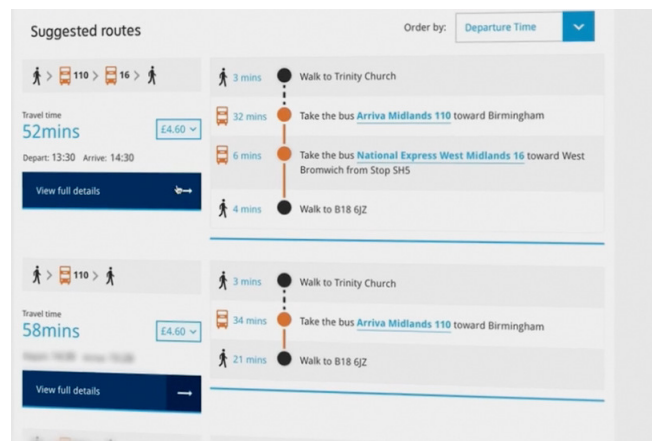 Suggested routes
Order by: Departure Time
> 110 > 16 >
Travel time
52mins
£4.60
Depart: 13:30 Arrive: 14:30
View full details
3 mins Walk to Trinity Church
32 mins Take the bus Arriva Midlands 110 toward Birmingham
6 mins Take the bus National Express West Midlands 16 toward West
Bromwich from Stop SH5
4 mins Walk to B18 6JZ
> 110 >
Travel time
58mins
£4.60
View full details
3 mins Walk to Trinity Church
34 mins Take the bus Arriva Midlands 110 toward Birmingham
21 mins Walk to B18 6JZ